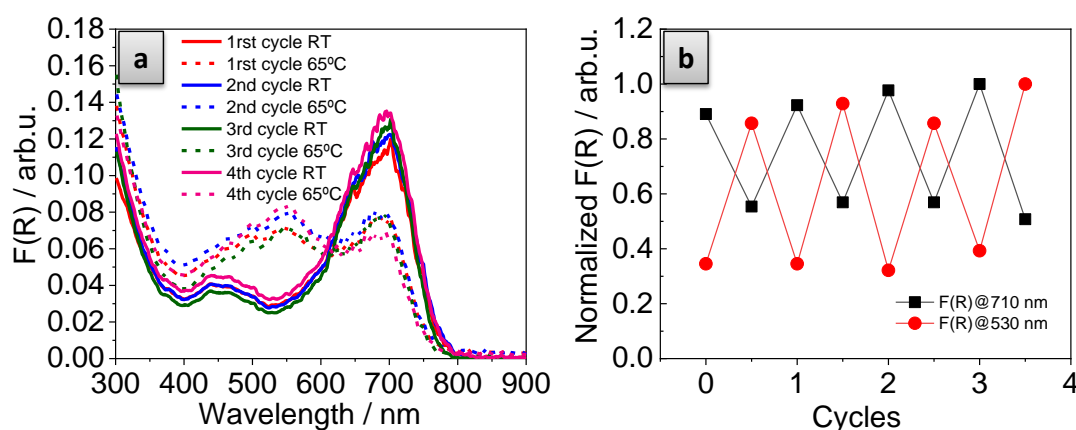 a
1rst cycle RT
1rst cycle 65ºC
2nd cycle RT
2nd cycle 65ºC
3rd cycle RT
3rd cycle 65ºC
4th cycle RT
4th cycle 65ºC
F(R) / arb.u.
0.18
0.16
0.14
0.12
0.10
0.08
0.06
0.04
0.02
0.00
300 400 500 600 700 800 900
Wavelength / nm
b
Normalized F(R) / arb.u.
1.2
1.0
0.8
0.6
0.4
0.2
0.0
F(R)@710 nm
F(R)@530 nm
0 1 2 3 4
Cycles